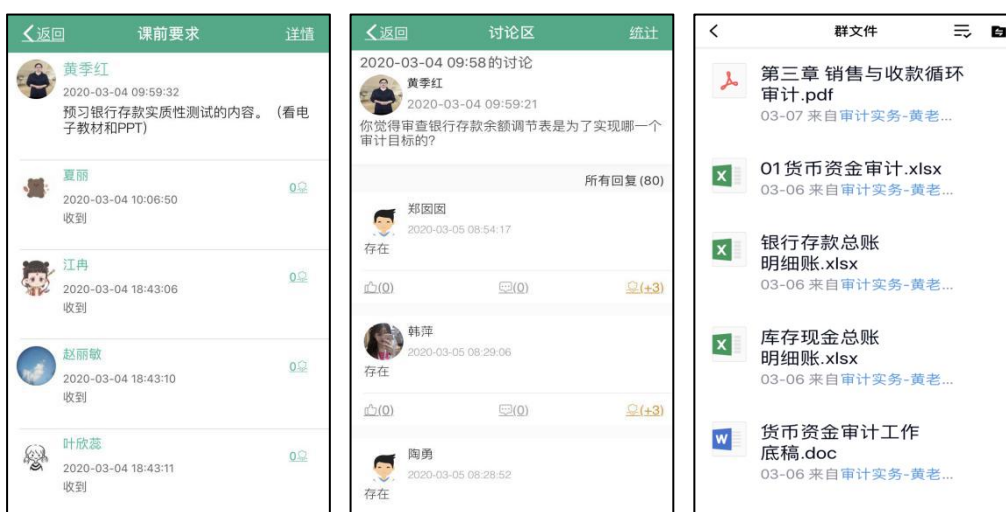 返回
课前要求
详情
黄季红
2020-03-04 09:59:32
预习银行存款实质性测试的内容。（看电
子教材和PPT）
夏丽
2020-03-04 10:06:50
收到
0
江冉
2020-03-04 18:43:06
收到
0
赵丽敏
2020-03-04 18:43:10
收到
0
叶欣蕊
2020-03-04 18:43:11
收到
0
返回
讨论区
统计
2020-03-04 09:58的讨论
黄季红
2020-03-04 09:59:21
你觉得审查银行存款余额调节表是为了实现哪一个
审计目标的?
所有回复(80)
郑囡囡
2020-03-05 08:54:17
存在
(0)
(0)
(+3)
韩萍
2020-03-05 08:29:06
存在
(0)
(0)
(+3)
陶勇
2020-03-05 08:28:52
存在
群文件
第三章 销售与收款循环
审计.pdf
03-07 来自审计实务-黄老...
01货币资金审计.xlsx
03-06 来自审计实务-黄老...
银行存款总账
明细账.xlsx
03-06 来自审计实务-黄老...
库存现金总账
明细账.xlsx
03-06 来自审计实务-黄老...
货币资金审计工作
底稿.doc
03-06 来自审计实务-黄老...